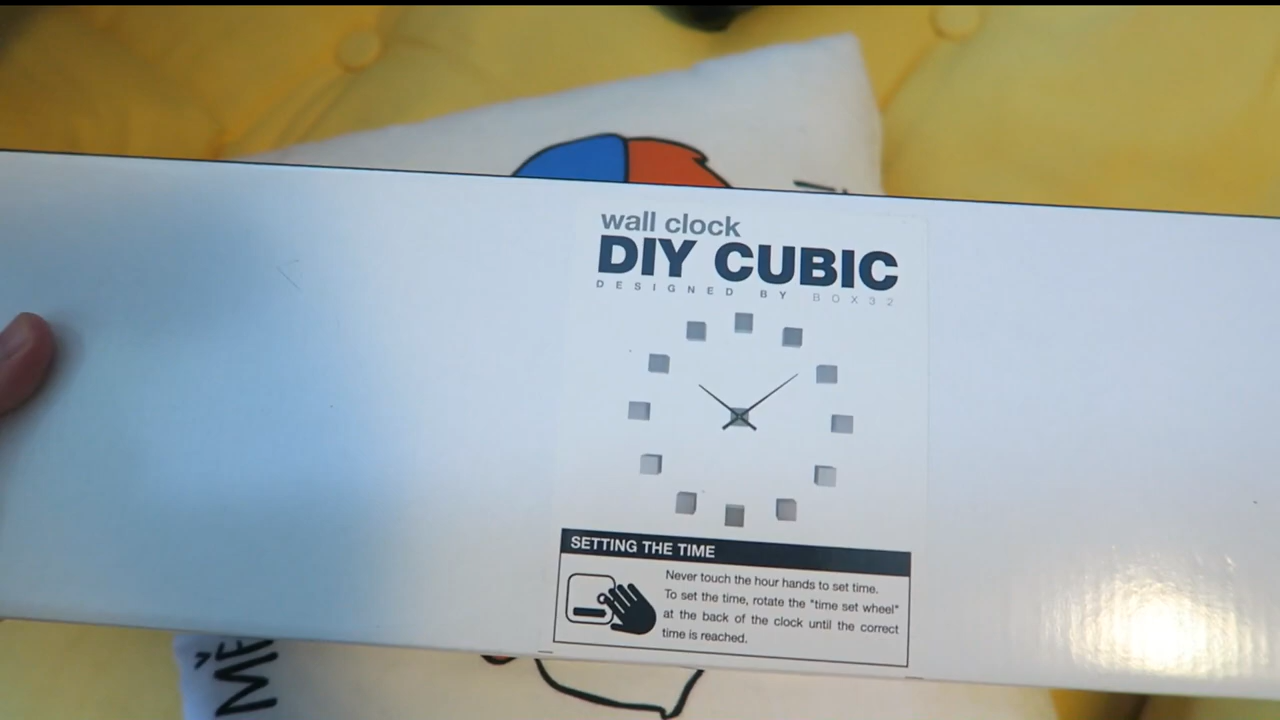 wall clock
DIY CUBIC
DESIGNED BY BOX32
SETTING THE TIME
Never touch the hour hands to set time.
To set the time, rotate the "time set wheel"
at the back of the clock until the correct
time is reached.